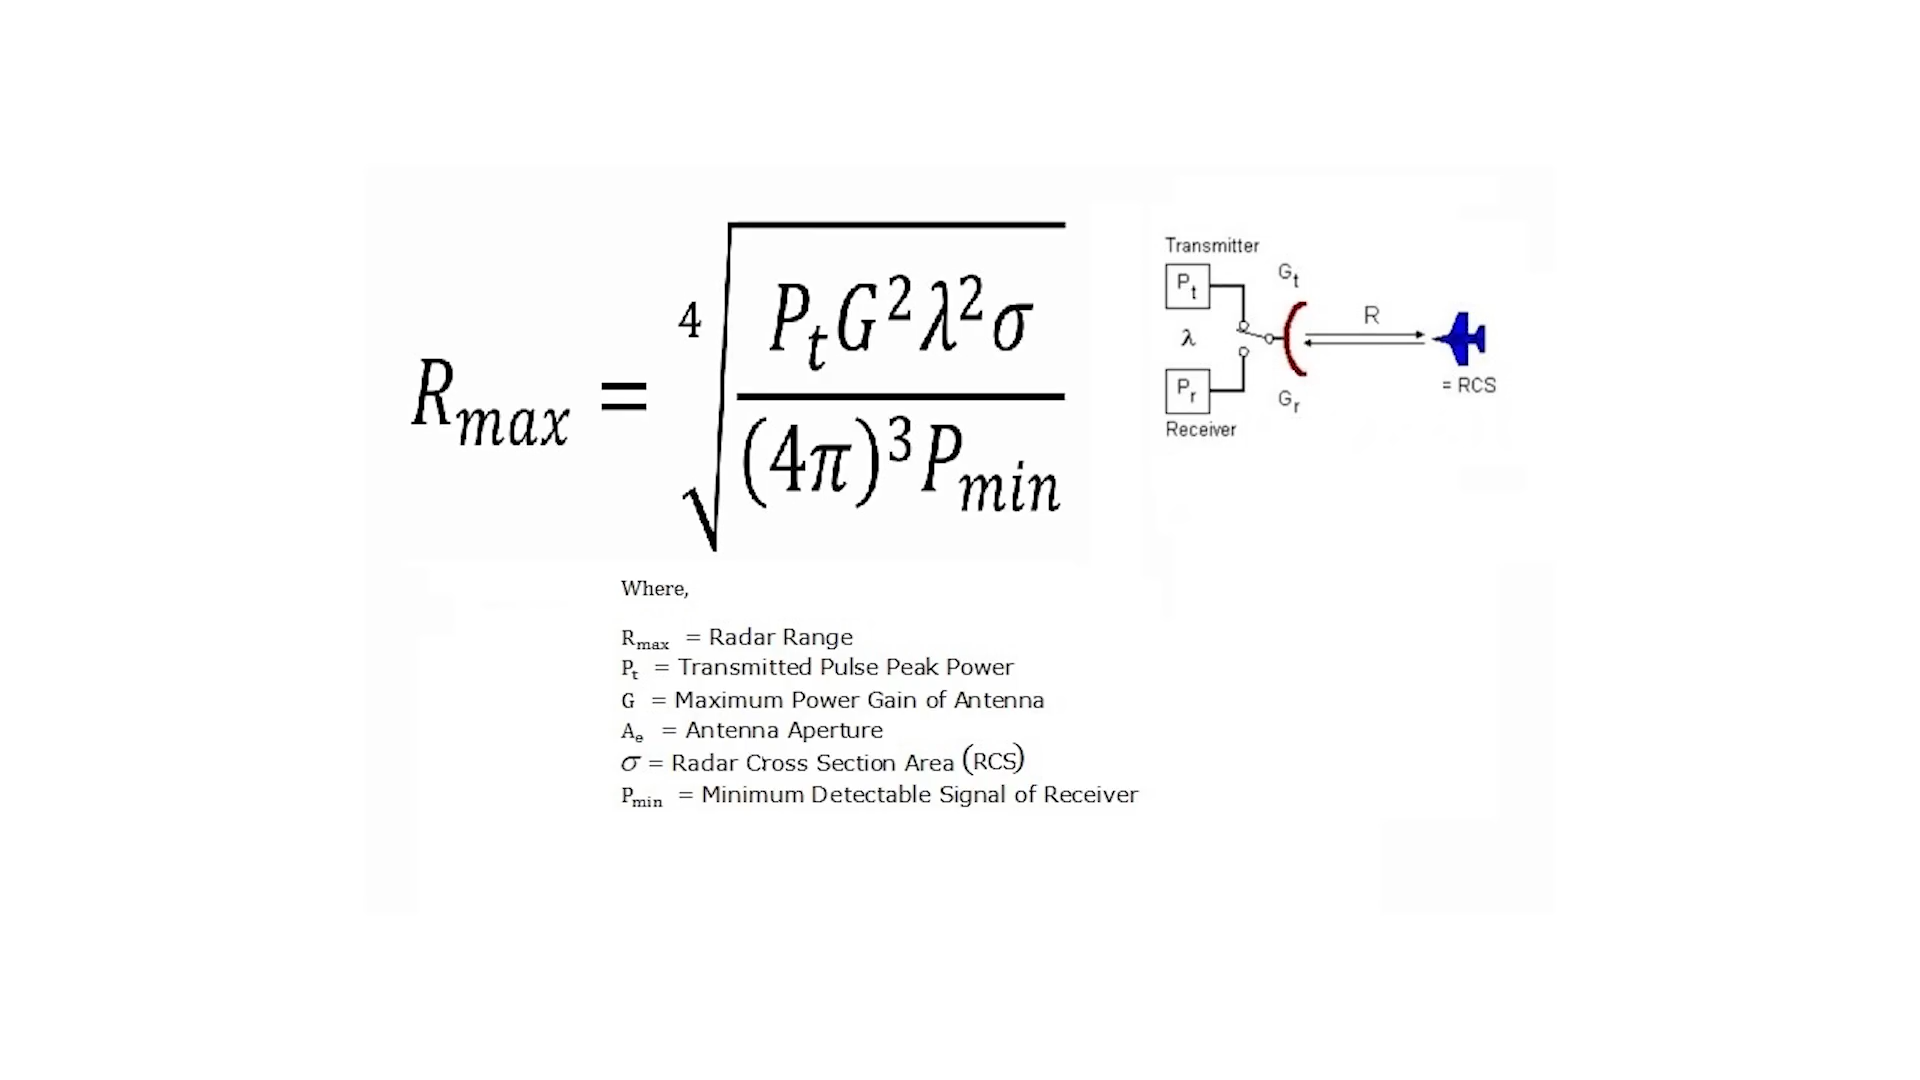 R_max = ⁴√(P_t G² λ² σ / (4π)³ P_min)
Transmitter
P_t
G_t
λ
R
P_r
G_r
= RCS
Receiver
Where,
R_max = Radar Range
P_t = Transmitted Pulse Peak Power
G = Maximum Power Gain of Antenna
A_e = Antenna Aperture
σ = Radar Cross Section Area (RCS)
P_min = Minimum Detectable Signal of Receiver